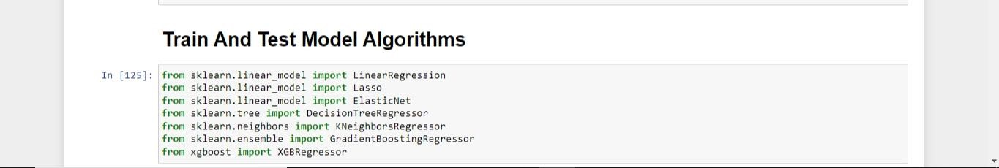 Train And Test Model Algorithms
In [125]:
from sklearn.linear_model import LinearRegression
from sklearn.linear_model import Lasso
from sklearn.linear_model import ElasticNet
from sklearn.tree import DecisionTreeRegressor
from sklearn.neighbors import KNeighborsRegressor
from sklearn.ensemble import GradientBoostingRegressor
from xgboost import XGBRegressor